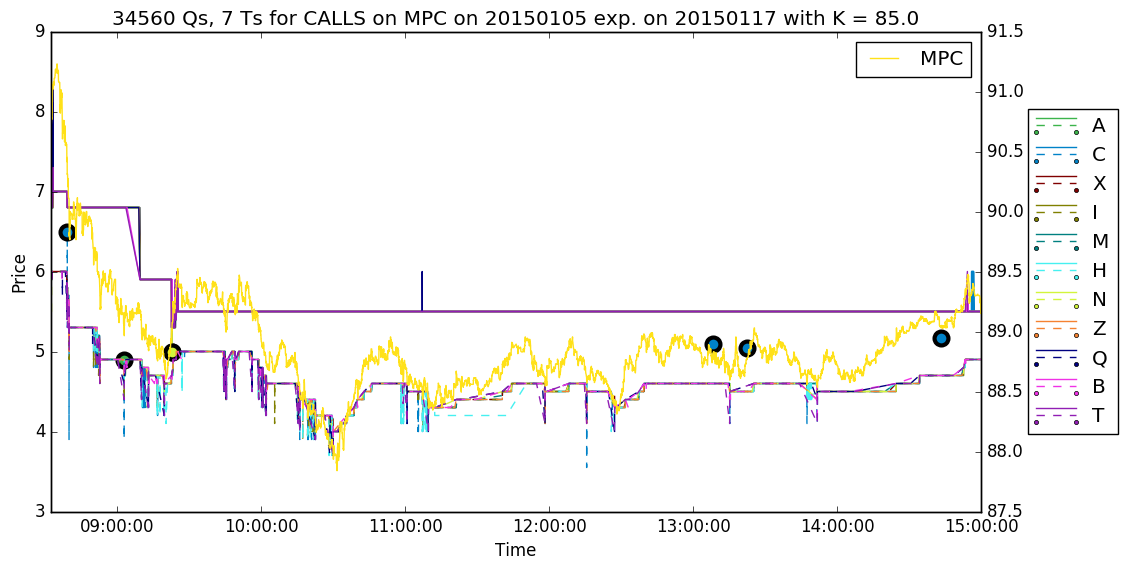 34560 Qs, 7 Ts for CALLS on MPC on 20150105 exp. on 20150117 with K = 85.0
MPC
Price
9
8
7
6
5
4
3
91.5
91.0
90.5
90.0
89.5
89.0
88.5
88.0
87.5
09:00:00 10:00:00 11:00:00 12:00:00 13:00:00 14:00:00 15:00:00
Time
A
C
X
I
M
H
N
Z
Q
B
T